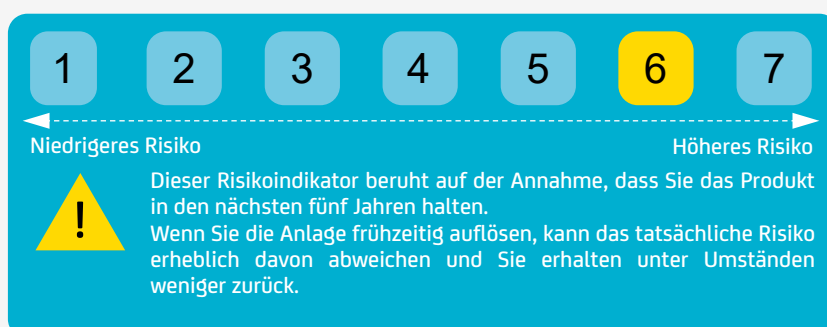 1 2 3 4 5 6 7
Niedrigeres Risiko Höheres Risiko
! Dieser Risikoindikator beruht auf der Annahme, dass Sie das Produkt
in den nächsten fünf Jahren halten.
Wenn Sie die Anlage frühzeitig auflösen, kann das tatsächliche Risiko
erheblich davon abweichen und Sie erhalten unter Umständen
weniger zurück.